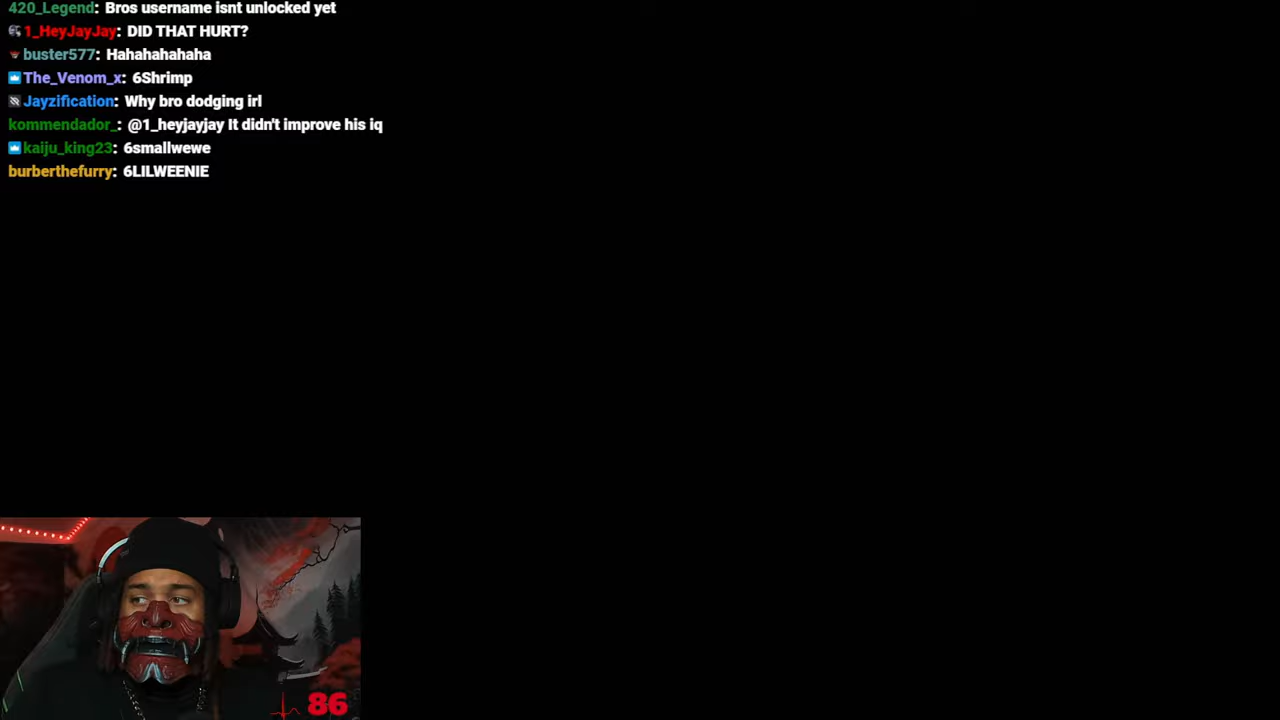 420_Legend: Bros username isnt unlocked yet
1_HeyJayJay: DID THAT HURT?
buster577: Hahahahahaha
The_Venom_x: 6Shrimp
Jayzification: Why bro dodging irl
kommendador_: @1_heyjayjay It didn't improve his iq
kaiju_king23: 6smallwewe
burberthefurry: 6LILWEENIE
86